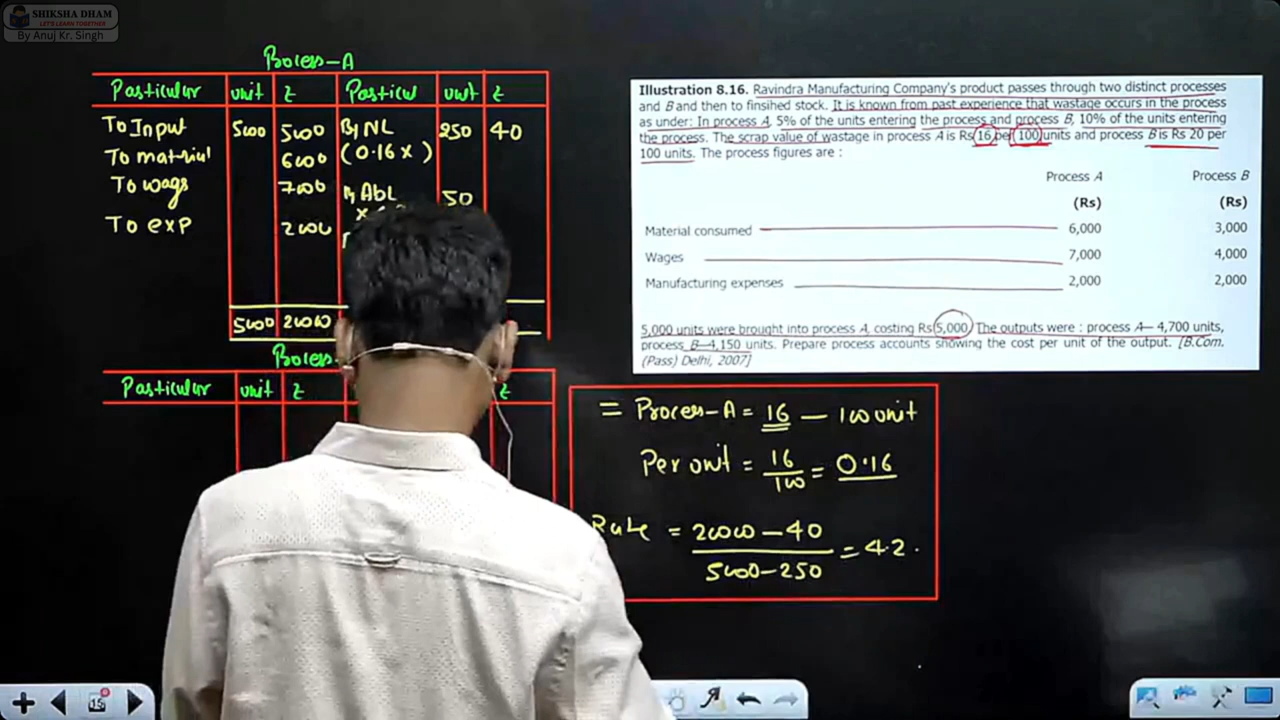 SHIKSHA DHAM
LET'S LEARN TOGETHER
By Anuj Kr. Singh
Process-A
Particular unit ₹ Particul unit ₹
To Input 5000 5000 By NL 250 40
To material 6000 (0.16 x )
To wages 7000 By AbL 50
To exp 2000
5000 20000
Process
Particular unit ₹ ₹
Illustration 8.16. Ravindra Manufacturing Company's product passes through two distinct processes
and B and then to finsihed stock. It is known from past experience that wastage occurs in the process
as under: In process A, 5% of the units entering the process and process B, 10% of the units entering
the process. The scrap value of wastage in process A is Rs 16 per 100 units and process B is Rs 20 per
100 units. The process figures are :
Process A Process B
(Rs) (Rs)
Material consumed 6,000 3,000
Wages 7,000 4,000
Manufacturing expenses 2,000 2,000
5,000 units were brought into process A, costing Rs 5,000 The outputs were : process A— 4,700 units,
process B—4,150 units. Prepare process accounts showing the cost per unit of the output. [B.Com.
(Pass) Delhi, 2007]
= Process-A = 16 — 100 unit
Per unit = 16/100 = 0.16
Rate = 20000 — 40 / 5000 — 250 = 4.2
15